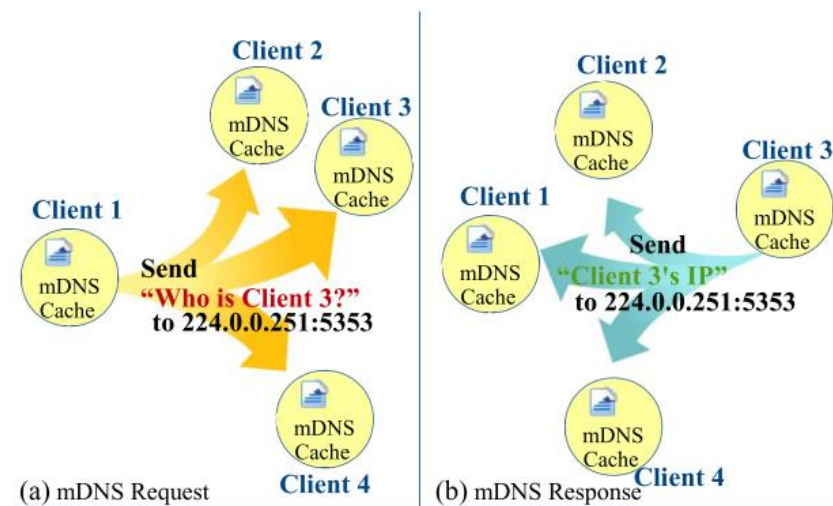 Client 2
mDNS
Cache
Client 3
mDNS
Cache
Client 1
mDNS
Cache
Send
“Who is Client 3?”
to 224.0.0.251:5353
mDNS
Cache
Client 4
(a) mDNS Request
Client 2
mDNS
Cache
Client 3
mDNS
Cache
Client 1
mDNS
Cache
Send
“Client 3's IP”
to 224.0.0.251:5353
mDNS
Cache
Client 4
(b) mDNS Response